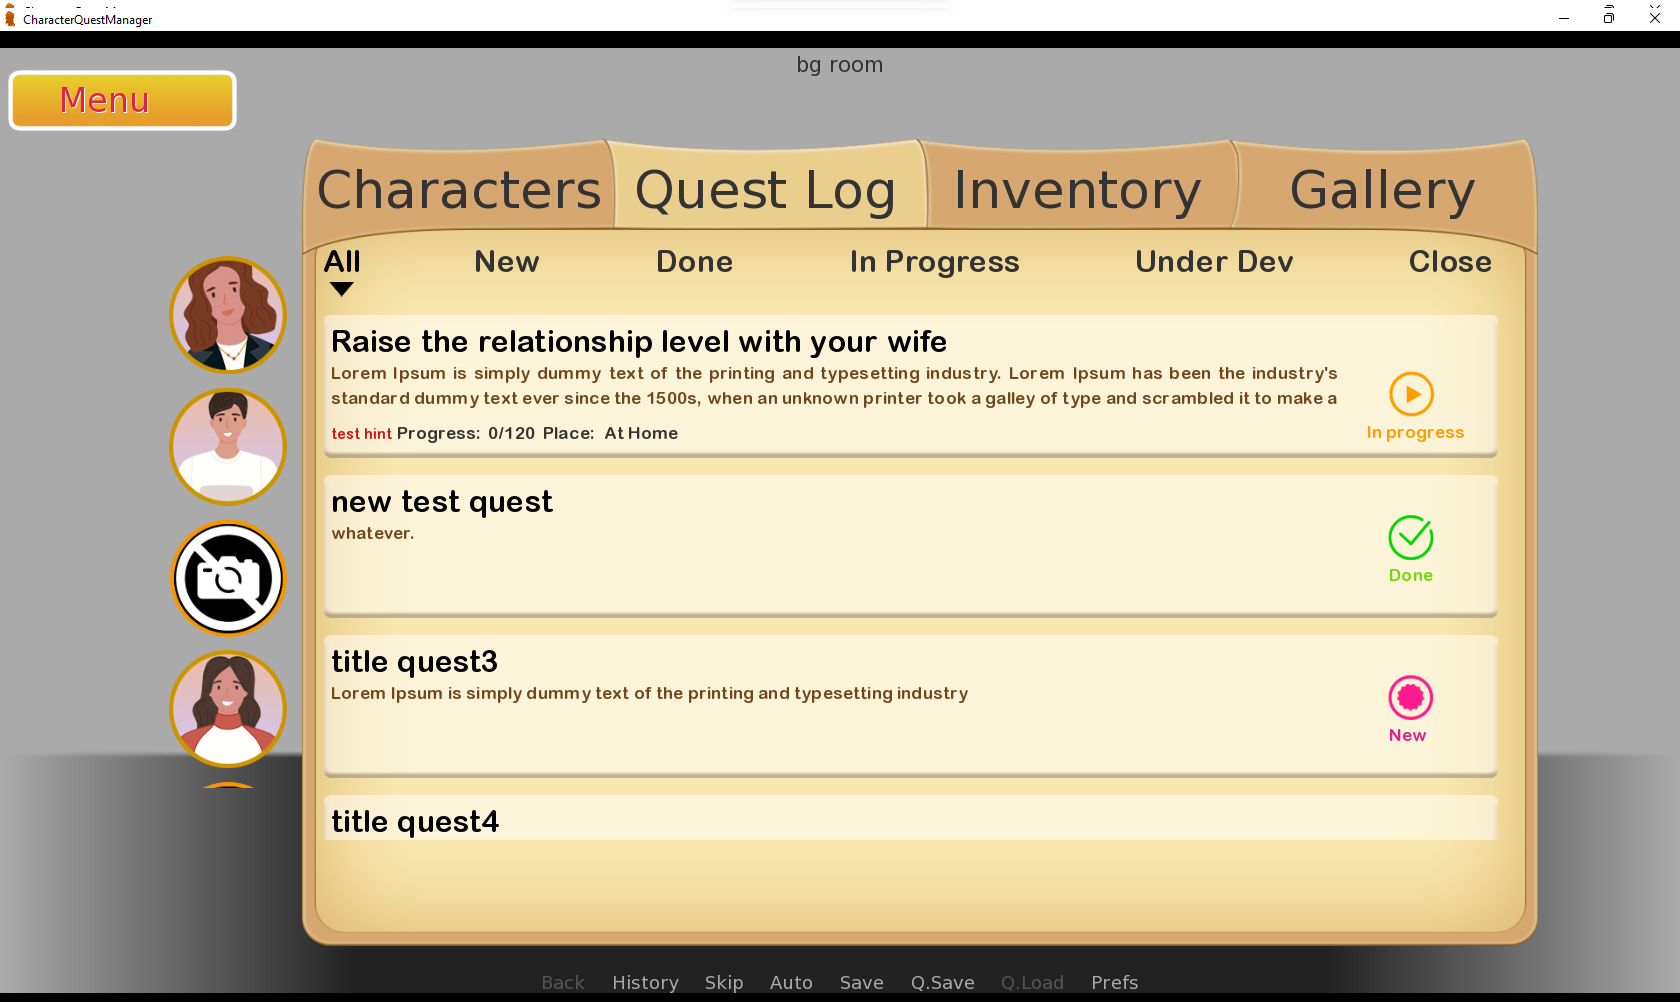 CharacterQuestManager
bg room
Menu
Characters Quest Log Inventory Gallery
All New Done In Progress Under Dev Close
Raise the relationship level with your wife
Lorem Ipsum is simply dummy text of the printing and typesetting industry. Lorem Ipsum has been the industry's
standard dummy text ever since the 1500s, when an unknown printer took a galley of type and scrambled it to make a
test hint Progress: 0/120 Place: At Home
In progress
new test quest
whatever.
Done
title quest3
Lorem Ipsum is simply dummy text of the printing and typesetting industry
New
title quest4
Back History Skip Auto Save Q.Save Q.Load Prefs